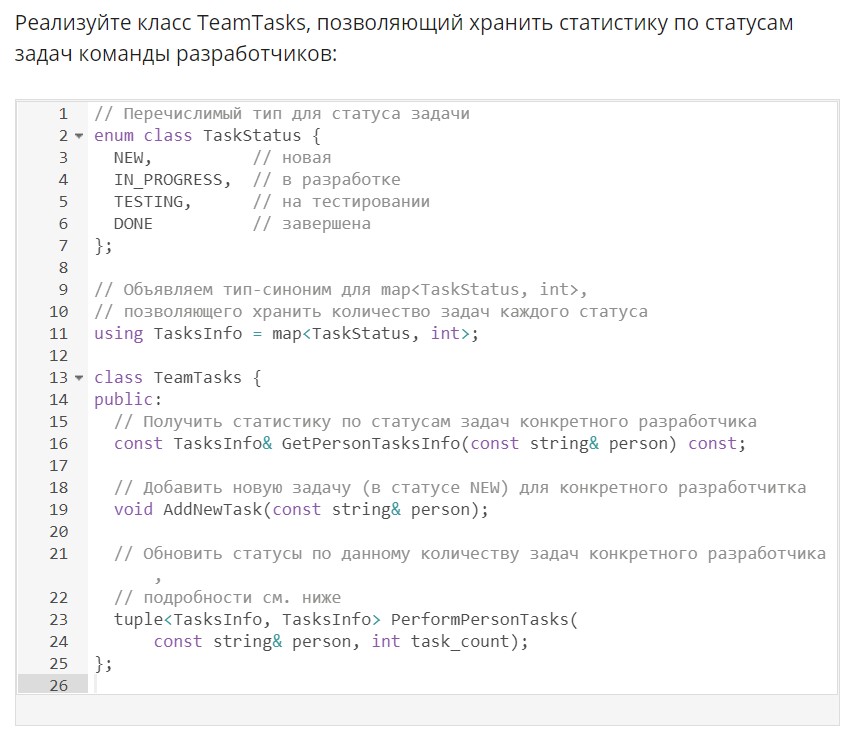 Реализуйте класс TeamTasks, позволяющий хранить статистику по статусам
задач команды разработчиков:
1 // Перечислимый тип для статуса задачи
2 enum class TaskStatus {
3   NEW,          // новая
4   IN_PROGRESS,  // в разработке
5   TESTING,      // на тестировании
6   DONE          // завершена
7 };
8
9 // Объявляем тип-синоним для map<TaskStatus, int>,
10 // позволяющего хранить количество задач каждого статуса
11 using TasksInfo = map<TaskStatus, int>;
12
13 class TeamTasks {
14 public:
15   // Получить статистику по статусам задач конкретного разработчика
16   const TasksInfo& GetPersonTasksInfo(const string& person) const;
17
18   // Добавить новую задачу (в статусе NEW) для конкретного разработчитка
19   void AddNewTask(const string& person);
20
21   // Обновить статусы по данному количеству задач конкретного разработчика
,
22   // подробности см. ниже
23   tuple<TasksInfo, TasksInfo> PerformPersonTasks(
24       const string& person, int task_count);
25 };
26